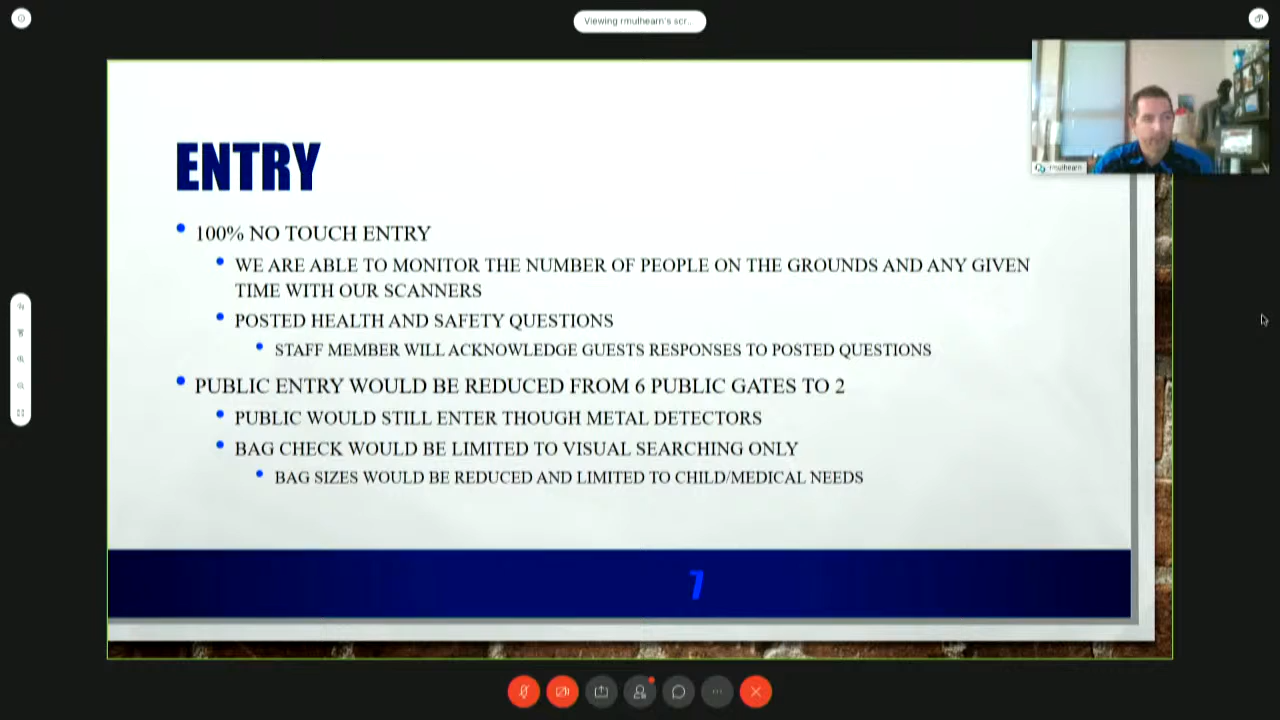 Viewing rmulhearn's scr...
rmulhearn
ENTRY
100% NO TOUCH ENTRY
WE ARE ABLE TO MONITOR THE NUMBER OF PEOPLE ON THE GROUNDS AND ANY GIVEN
TIME WITH OUR SCANNERS
POSTED HEALTH AND SAFETY QUESTIONS
STAFF MEMBER WILL ACKNOWLEDGE GUESTS RESPONSES TO POSTED QUESTIONS
PUBLIC ENTRY WOULD BE REDUCED FROM 6 PUBLIC GATES TO 2
PUBLIC WOULD STILL ENTER THOUGH METAL DETECTORS
BAG CHECK WOULD BE LIMITED TO VISUAL SEARCHING ONLY
BAG SIZES WOULD BE REDUCED AND LIMITED TO CHILD/MEDICAL NEEDS
7